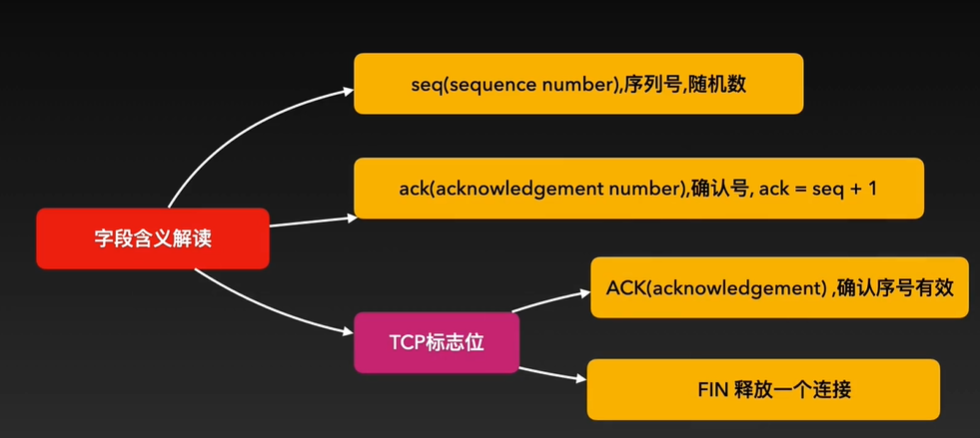 seq(sequence number),序列号,随机数
ack(acknowledgement number),确认号, ack = seq + 1
字段含义解读
ACK(acknowledgement) ,确认序号有效
TCP标志位
FIN 释放一个连接